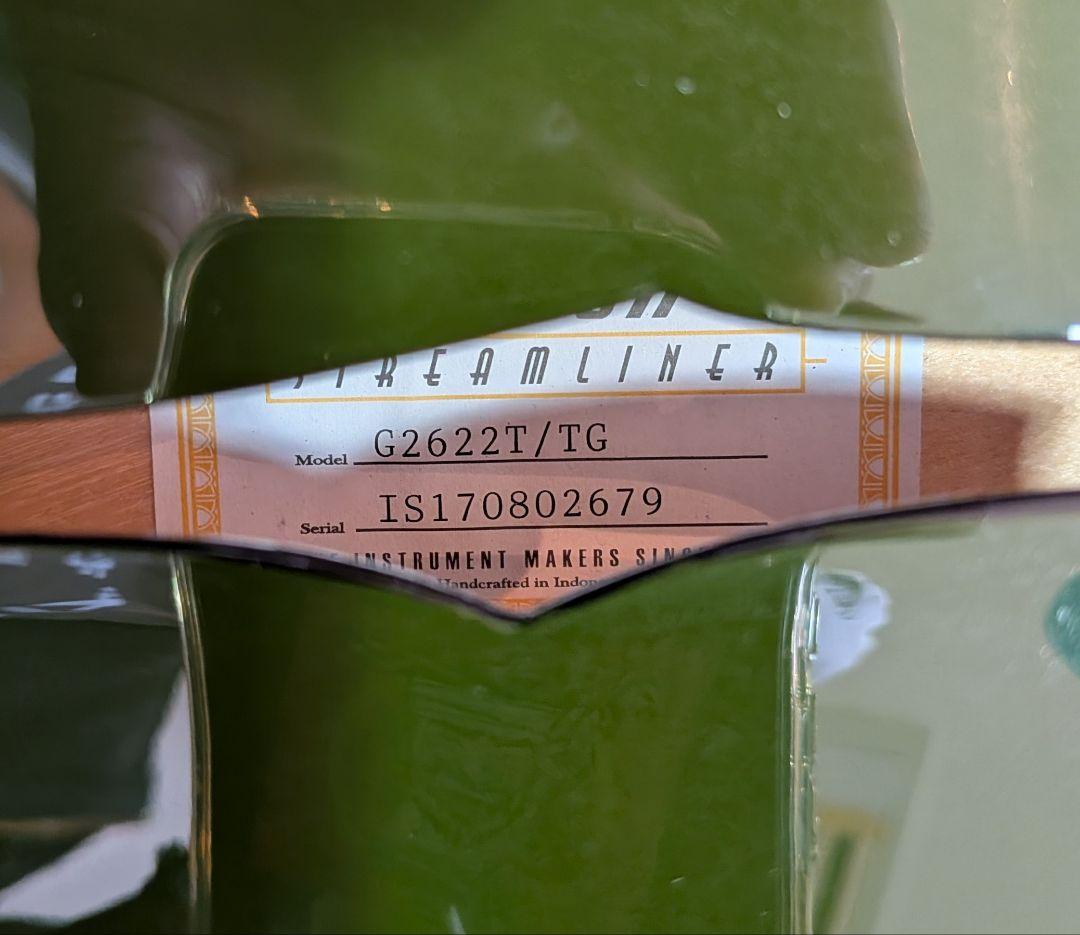 STREAMLINER
Model G2622T/TG
Serial IS170802679
INSTRUMENT MAKERS
Handcrafted in